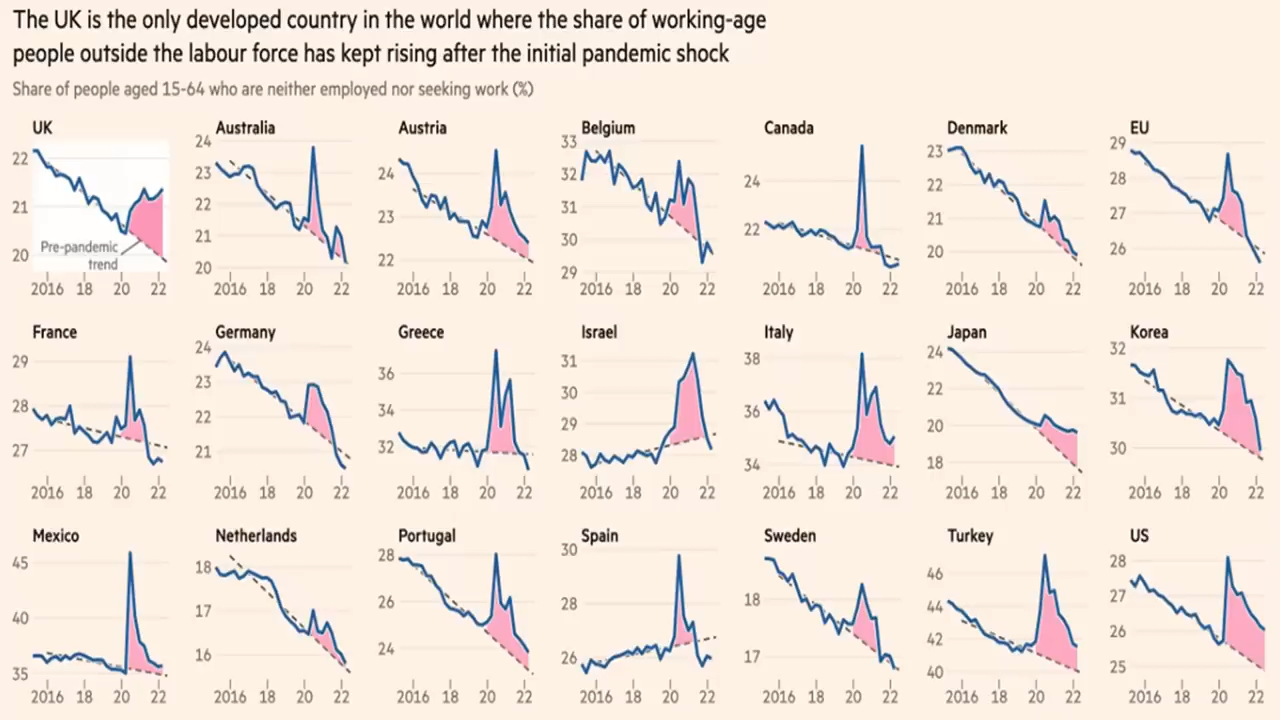 The UK is the only developed country in the world where the share of working-age
people outside the labour force has kept rising after the initial pandemic shock
Share of people aged 15-64 who are neither employed nor seeking work (%)
UK
22
21
20
Pre-pandemic
trend
2016 18 20 22
Australia
24
23
22
21
20
2016 18 20 22
Austria
24
23
22
2016 18 20 22
Belgium
33
32
31
30
29
2016 18 20 22
Canada
24
22
2016 18 20 22
Denmark
23
22
21
20
2016 18 20 22
EU
29
28
27
26
2016 18 20 22
France
29
28
27
2016 18 20 22
Germany
24
23
22
21
2016 18 20 22
Greece
36
34
32
2016 18 20 22
Israel
31
30
29
28
2016 18 20 22
Italy
38
36
34
2016 18 20 22
Japan
24
22
20
18
2016 18 20 22
Korea
32
31
30
2016 18 20 22
Mexico
45
40
35
2016 18 20 22
Netherlands
18
17
16
2016 18 20 22
Portugal
28
26
24
2016 18 20 22
Spain
30
28
26
2016 18 20 22
Sweden
18
17
2016 18 20 22
Turkey
46
44
42
40
2016 18 20 22
US
28
27
26
25
2016 18 20 22